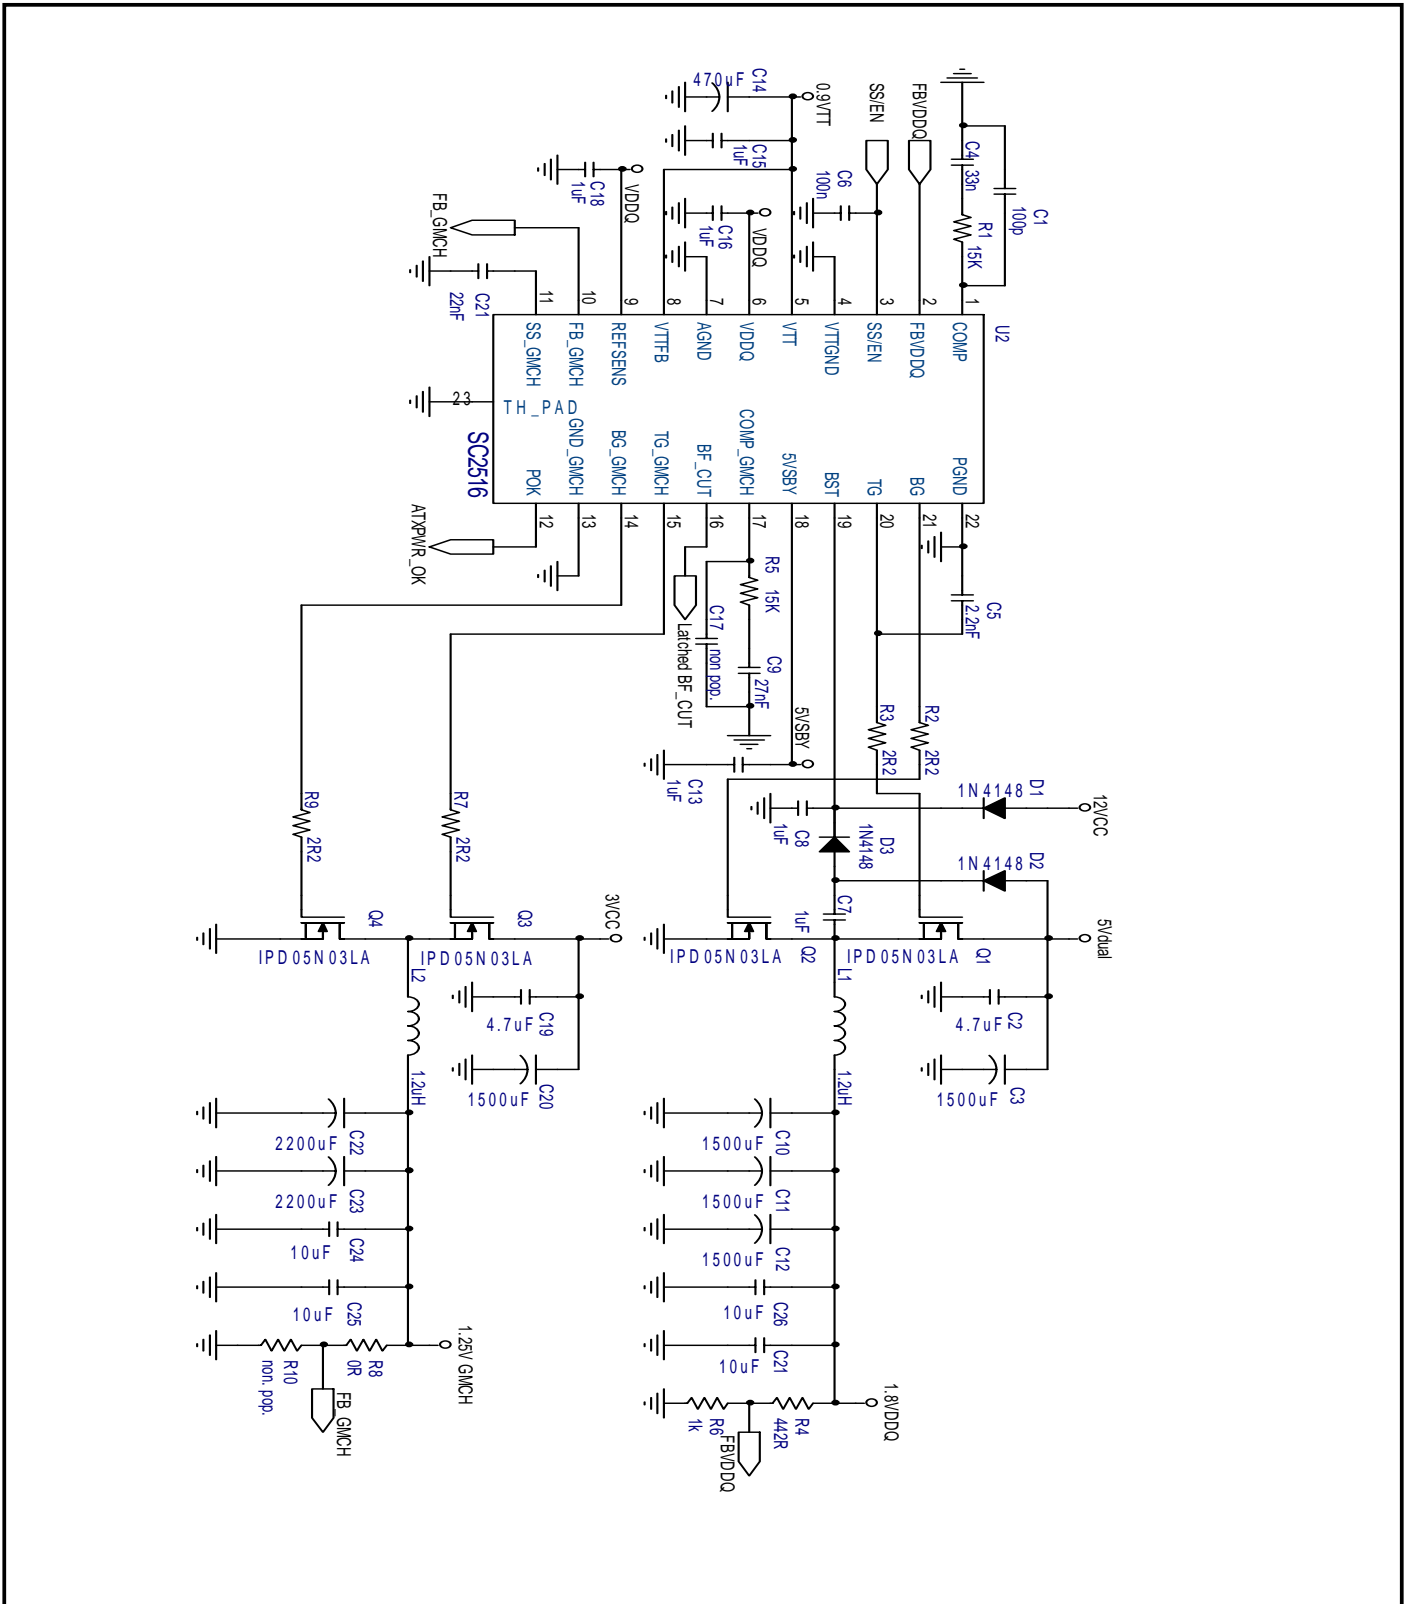 12VCC
5Vdual
D1
1N4148
D2
1N4148
D3
1N4148
C1
100p
C4
33n
R1
15K
FBVDDQ
SS/EN
C6
100n
0.9VTT
C14
470uF
C15
1uF
VDDQ
C16
1uF
VDDQ
C18
1uF
FB_GMCH
C21
22nF
U2
1
COMP
2
FBVDDQ
3
SS/EN
4
VTTGND
5
VTT
6
VDDQ
7
AGND
8
VTTFB
9
REFSENS
10
FB_GMCH
11
SS_GMCH
23
TH_PAD
SC2516
PGND
22
BG
21
TG
20
BST
19
5VSBY
18
COMP_GMCH
17
BF_CUT
16
TG_GMCH
15
BG_GMCH
14
GND_GMCH
13
POK
12
ATXPWR_OK
C5
2.2nF
R2
2R2
R3
2R2
R5
15K
C9
27nF
C17
non pop.
Latched BF_CUT
5VSBY
C13
1uF
C8
1uF
C7
1uF
R7
2R2
R9
2R2
Q1
IPD05N03LA
Q2
IPD05N03LA
3VCC
Q3
IPD05N03LA
Q4
IPD05N03LA
C2
4.7uF
C3
1500uF
L1
1.2uH
C10
1500uF
C11
1500uF
C12
1500uF
C26
10uF
C21
10uF
1.8VDDQ
R4
442R
R6
1k
FBVDDQ
C19
4.7uF
C20
1500uF
L2
1.2uH
C22
2200uF
C23
2200uF
C24
10uF
C25
10uF
1.25V GMCH
R8
0R
R10
non. pop.
FB_GMCH